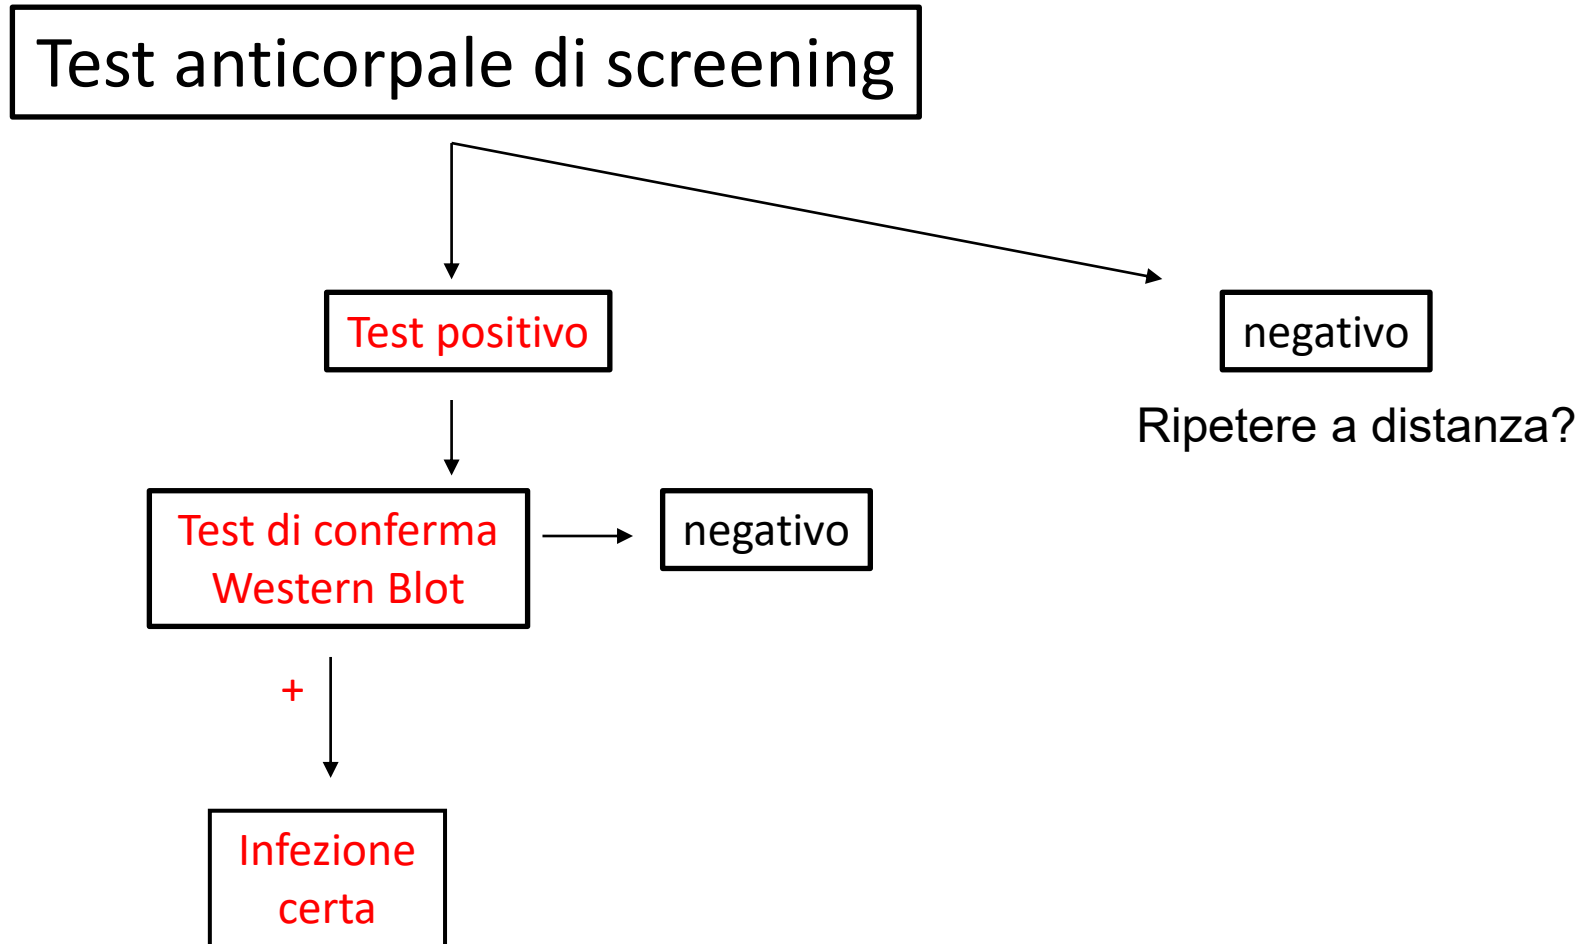 Test anticorpale di screening
Test positivo
negativo
Ripetere a distanza?
Test di conferma
Western Blot
negativo
+
Infezione
certa